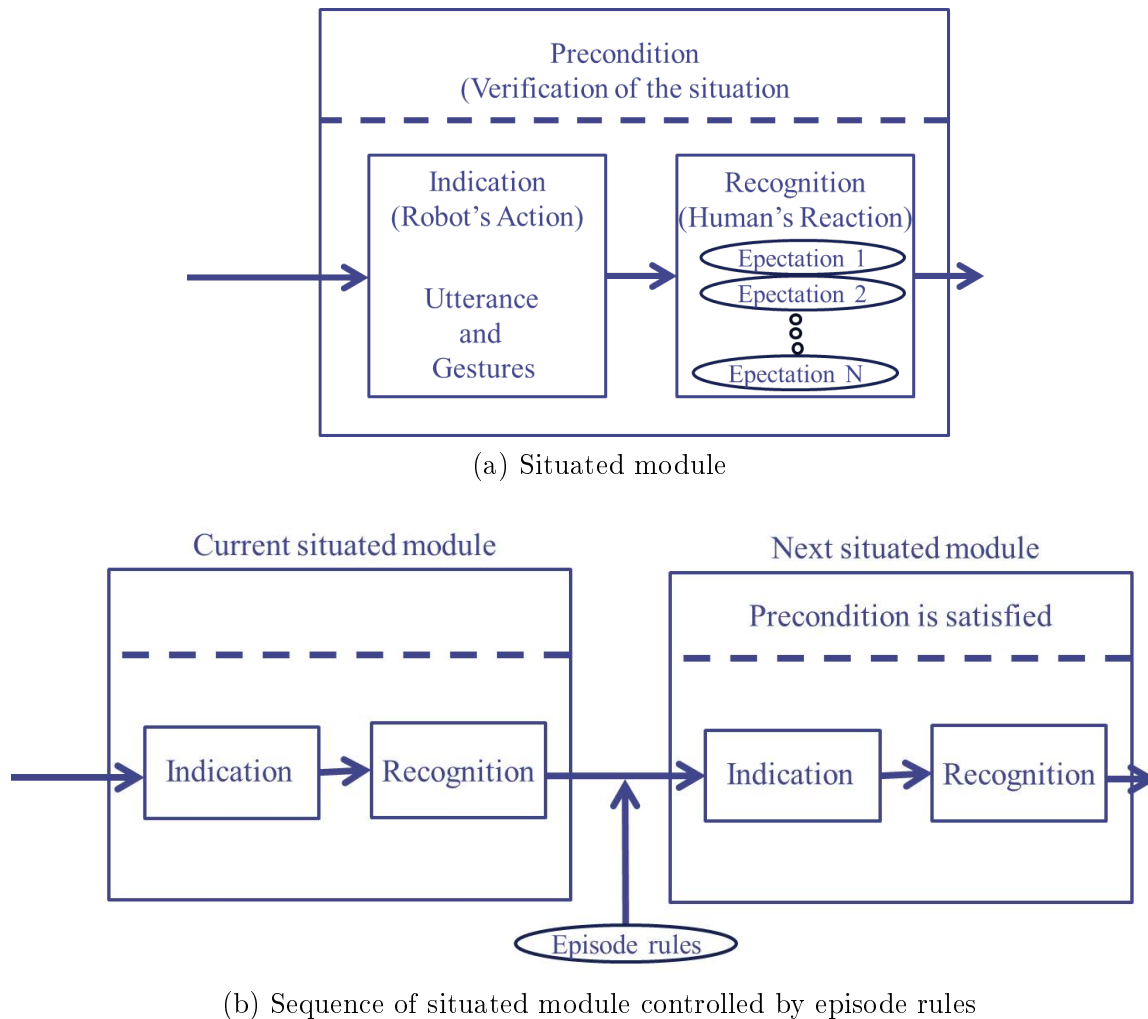 Precondition
(Verification of the situation
Indication
(Robot's Action)
Utterance
and
Gestures
Recognition
(Human's Reaction)
Epectation 1
Epectation 2
Epectation N
(a) Situated module
Current situated module
Next situated module
Precondition is satisfied
Indication
Recognition
Indication
Recognition
Episode rules
(b) Sequence of situated module controlled by episode rules